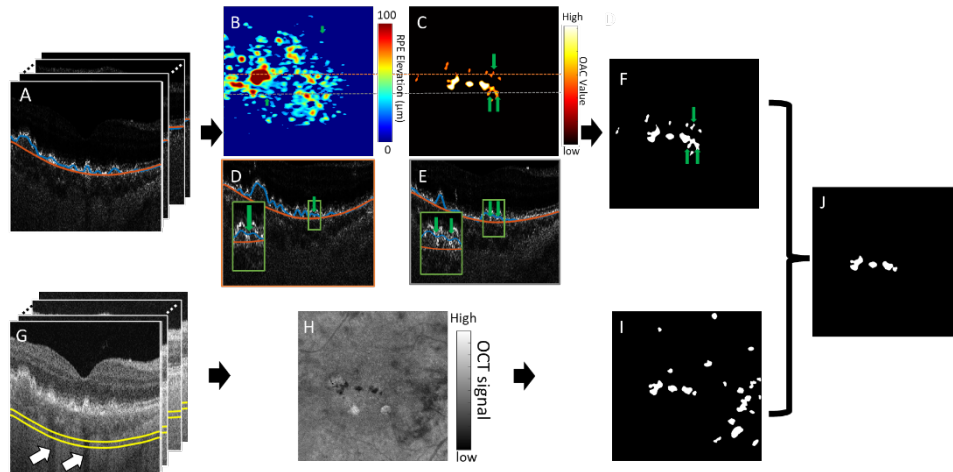 A
B
100
RPE Elevation (μm)
0
C
High
OAC Value
low
D
E
F
G
H
High
OCT signal
low
I
J